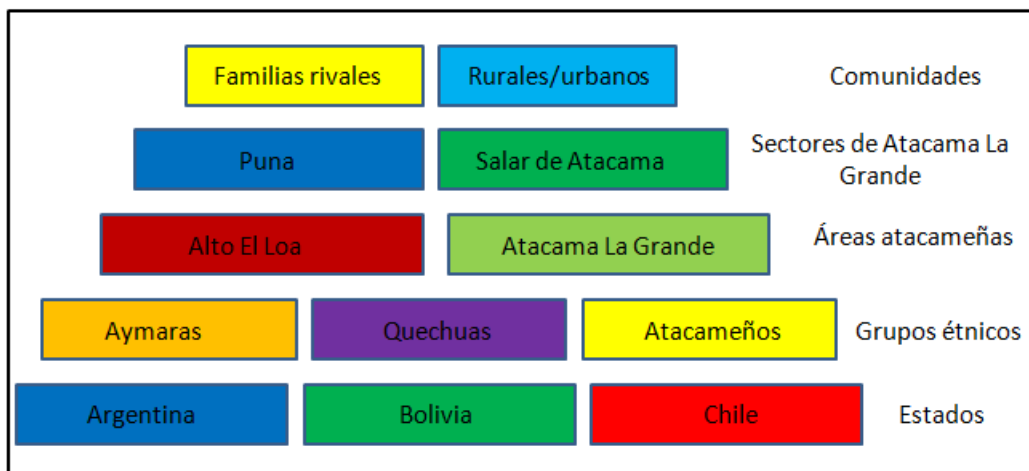 Familias rivales Rurales/urbanos Comunidades
Puna Salar de Atacama Sectores de Atacama La
Grande
Alto El Loa Atacama La Grande Áreas atacameñas
Aymaras Quechuas Atacameños Grupos étnicos
Argentina Bolivia Chile Estados